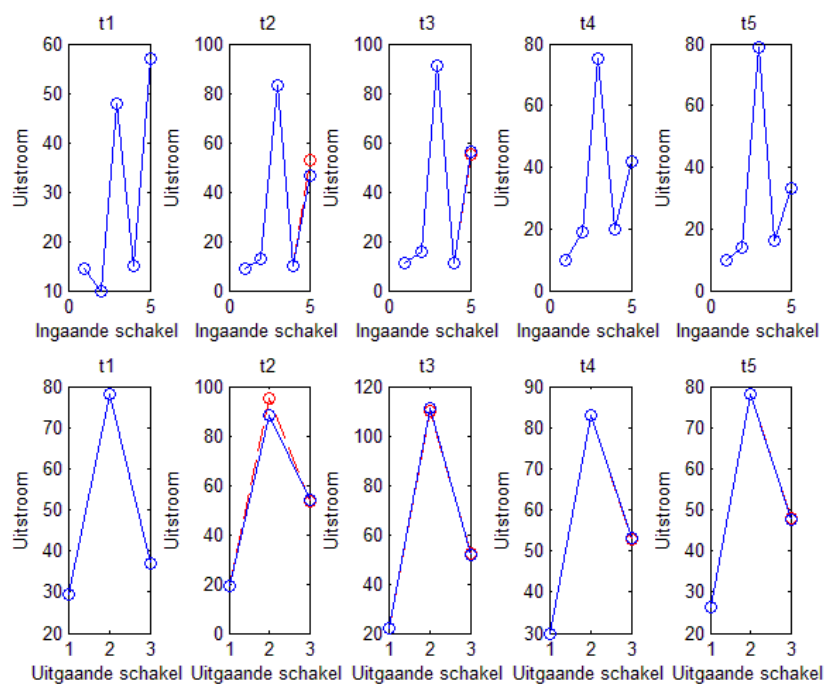 t1 t2 t3 t4 t5
60 100 100 80 80
50 80 80 60 60
40 60 60 40 40
30 40 40 20 20
20 20 20 0 0
10 0 0
Uitstroom Uitstroom Uitstroom Uitstroom Uitstroom
0 5 0 5 0 5 0 5 0 5
Ingaande schakel Ingaande schakel Ingaande schakel Ingaande schakel Ingaande schakel
t1 t2 t3 t4 t5
80 100 120 90 80
70 80 100 80 70
60 60 80 70 60
50 40 60 60 50
40 20 40 50 40
30 0 20 40 30
20 30 20
Uitstroom Uitstroom Uitstroom Uitstroom Uitstroom
1 2 3 1 2 3 1 2 3 1 2 3 1 2 3
Uitgaande schakel Uitgaande schakel Uitgaande schakel Uitgaande schakel Uitgaande schakel